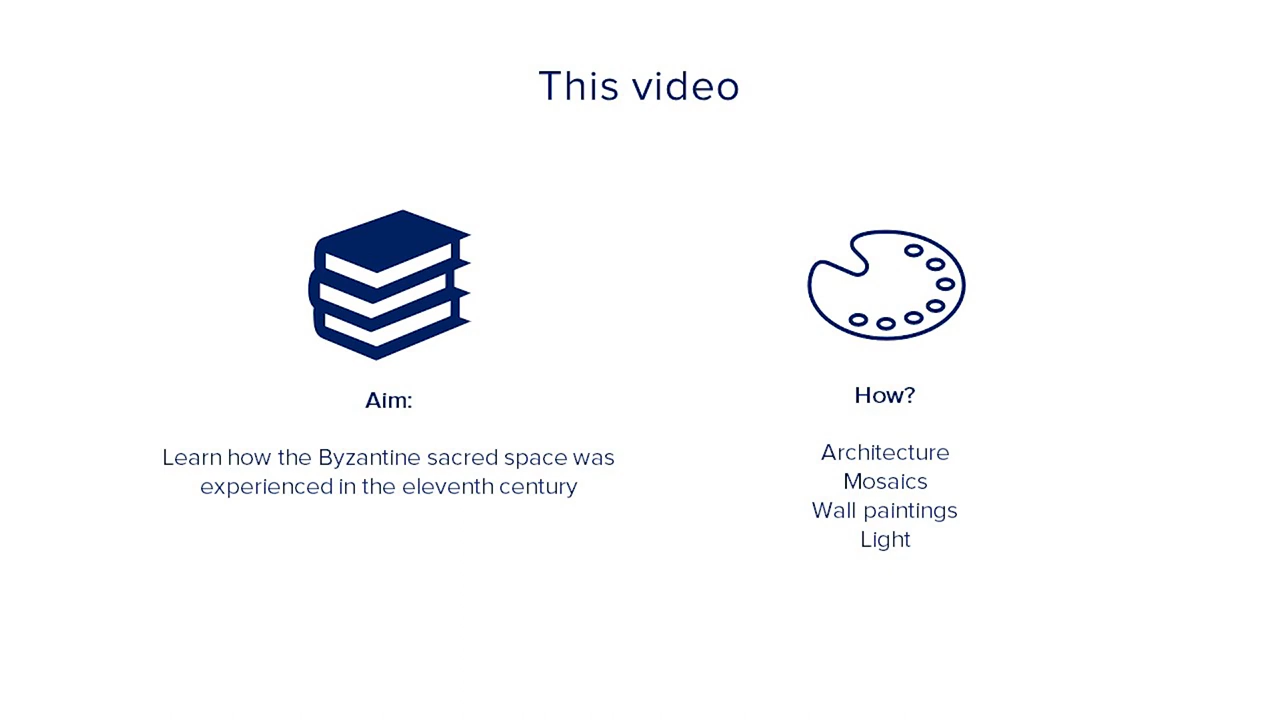 This video
Aim:
Learn how the Byzantine sacred space was
experienced in the eleventh century
How?
Architecture
Mosaics
Wall paintings
Light